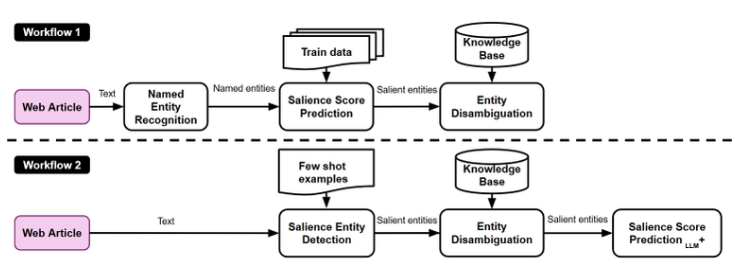 Workflow 1
Train data
Knowledge
Base
Web Article
Text
Named
Entity
Recognition
Named entities
Salience Score
Prediction
Salient entities
Entity
Disambiguation
Workflow 2
Few shot
examples
Knowledge
Base
Web Article
Text
Salience Entity
Detection
Salient entities
Entity
Disambiguation
Salient entities
Salience Score
Prediction LLM+